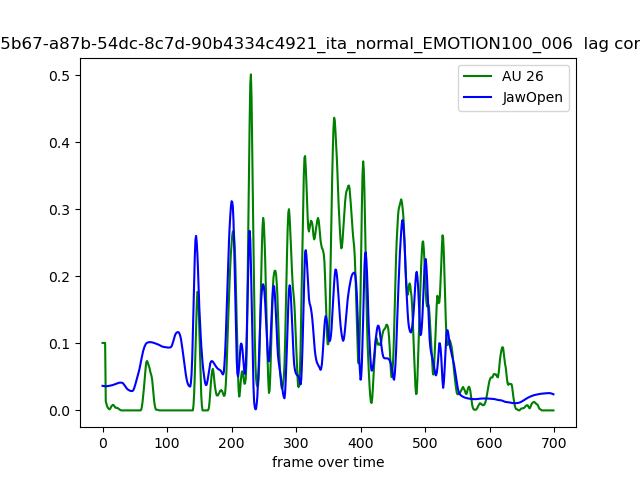 5b67-a87b-54dc-8c7d-90b4334c4921_ita_normal_EMOTION100_006 lag cor
AU 26
JawOpen
0.5
0.4
0.3
0.2
0.1
0.0
0 100 200 300 400 500 600 700
frame over time